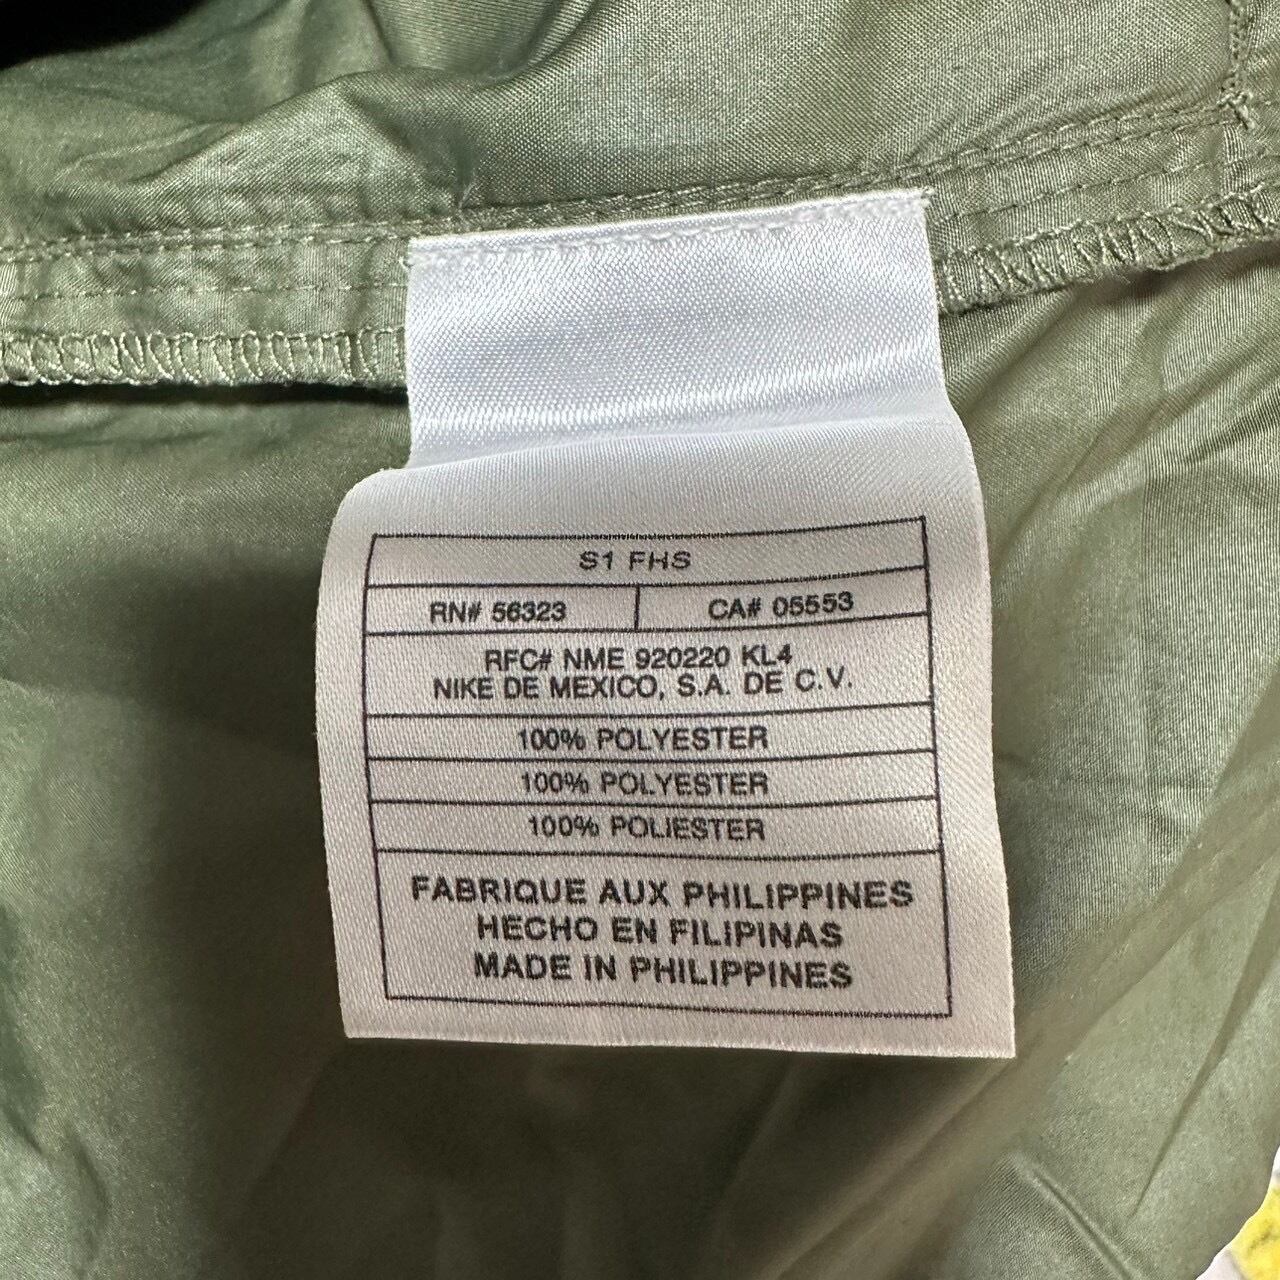 S1 FHS
RN# 56323 CA# 05553
RFC# NME 920220 KL4
NIKE DE MEXICO, S.A. DE C.V.
100% POLYESTER
100% POLYESTER
100% POLIESTER
FABRIQUE AUX PHILIPPINES
HECHO EN FILIPINAS
MADE IN PHILIPPINES